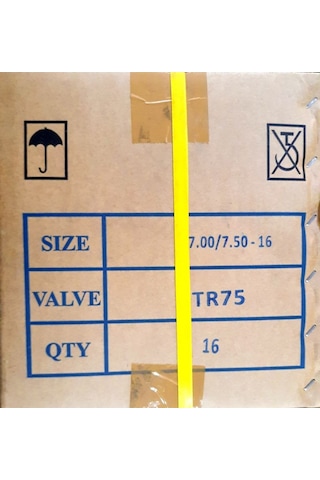 SIZE 7.00/7.50 - 16
VALVE TR75
QTY 16